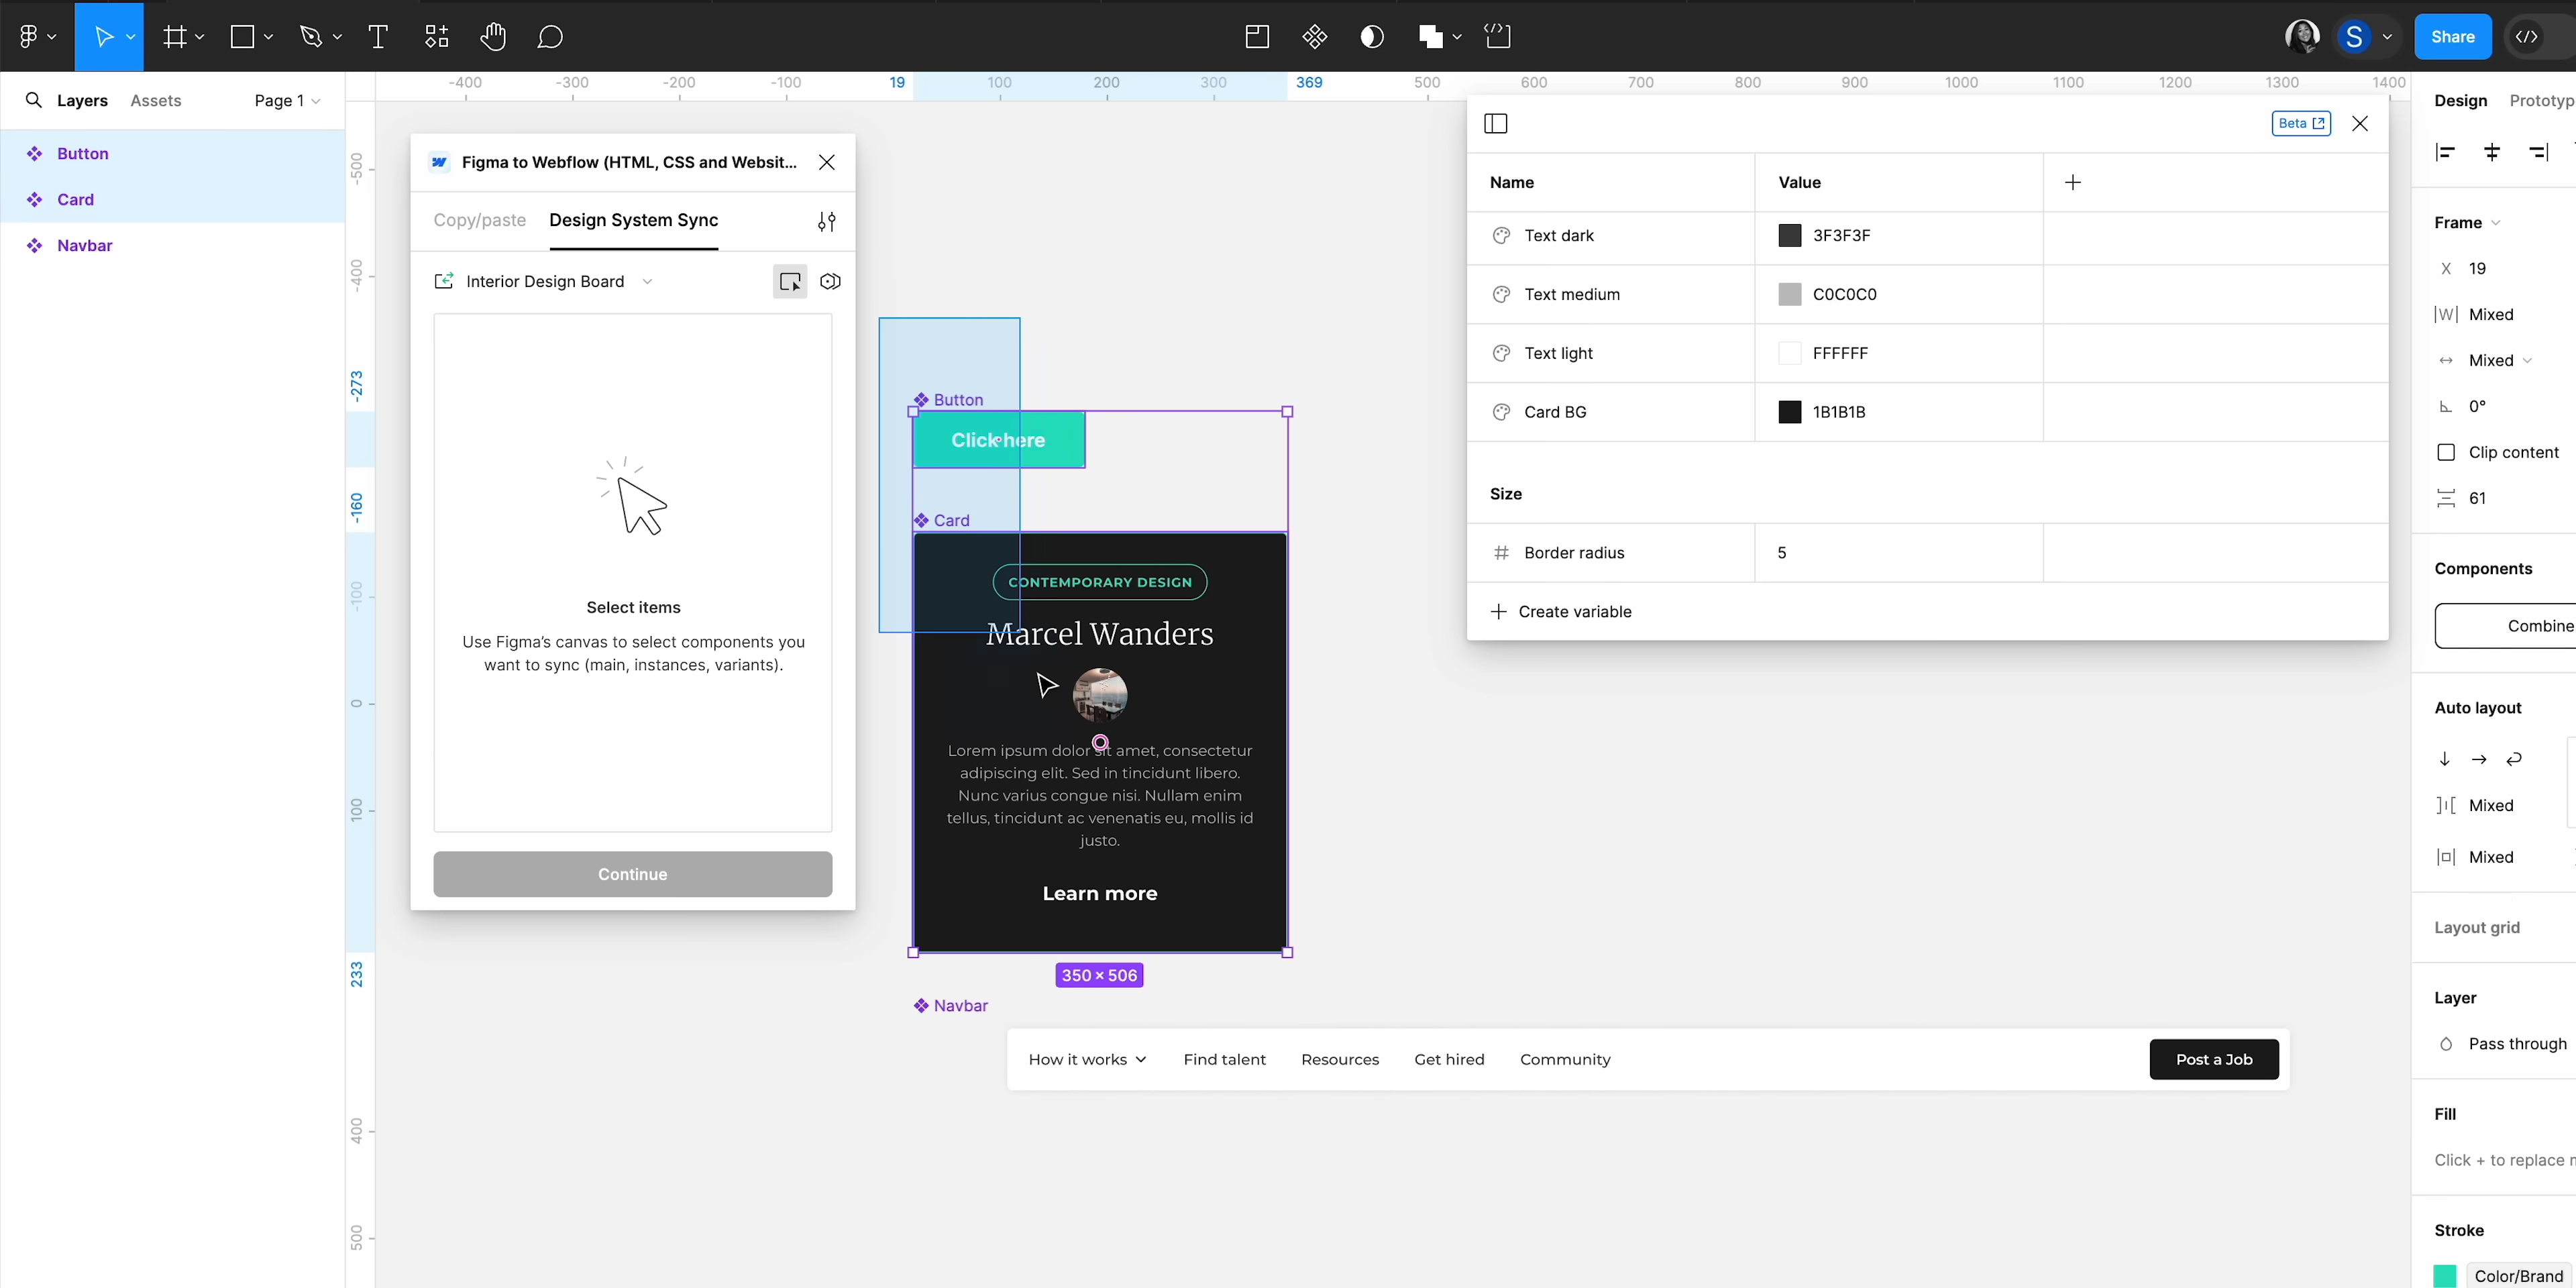 S
Share
Layers
Assets
Page 1
Button
Card
Navbar
-400
-300
-200
-100
19
100
200
300
369
500
600
700
800
900
1000
1100
1200
1300
1400
-500
-400
-273
-160
-100
0
100
233
400
500
Figma to Webflow (HTML, CSS and Websit...
Copy/paste
Design System Sync
Interior Design Board
Select items
Use Figma's canvas to select components you
want to sync (main, instances, variants).
Continue
Button
Click here
Card
CONTEMPORARY DESIGN
Marcel Wanders
Lorem ipsum dolor sit amet, consectetur
adipiscing elit. Sed in tincidunt libero.
Nunc varius congue nisi. Nullam enim
tellus, tincidunt ac venenatis eu, mollis id
justo.
Learn more
350 × 506
Navbar
How it works
Find talent
Resources
Get hired
Community
Post a Job
Beta
Name
Value
Text dark
3F3F3F
Text medium
C0C0C0
Text light
FFFFFF
Card BG
1B1B1B
Size
Border radius
5
Create variable
Design
Prototyp
Frame
X 19
W Mixed
Mixed
0°
Clip content
61
Components
Combine
Auto layout
Mixed
Mixed
Layout grid
Layer
Pass through
Fill
Click + to replace
Stroke
Color/Brand